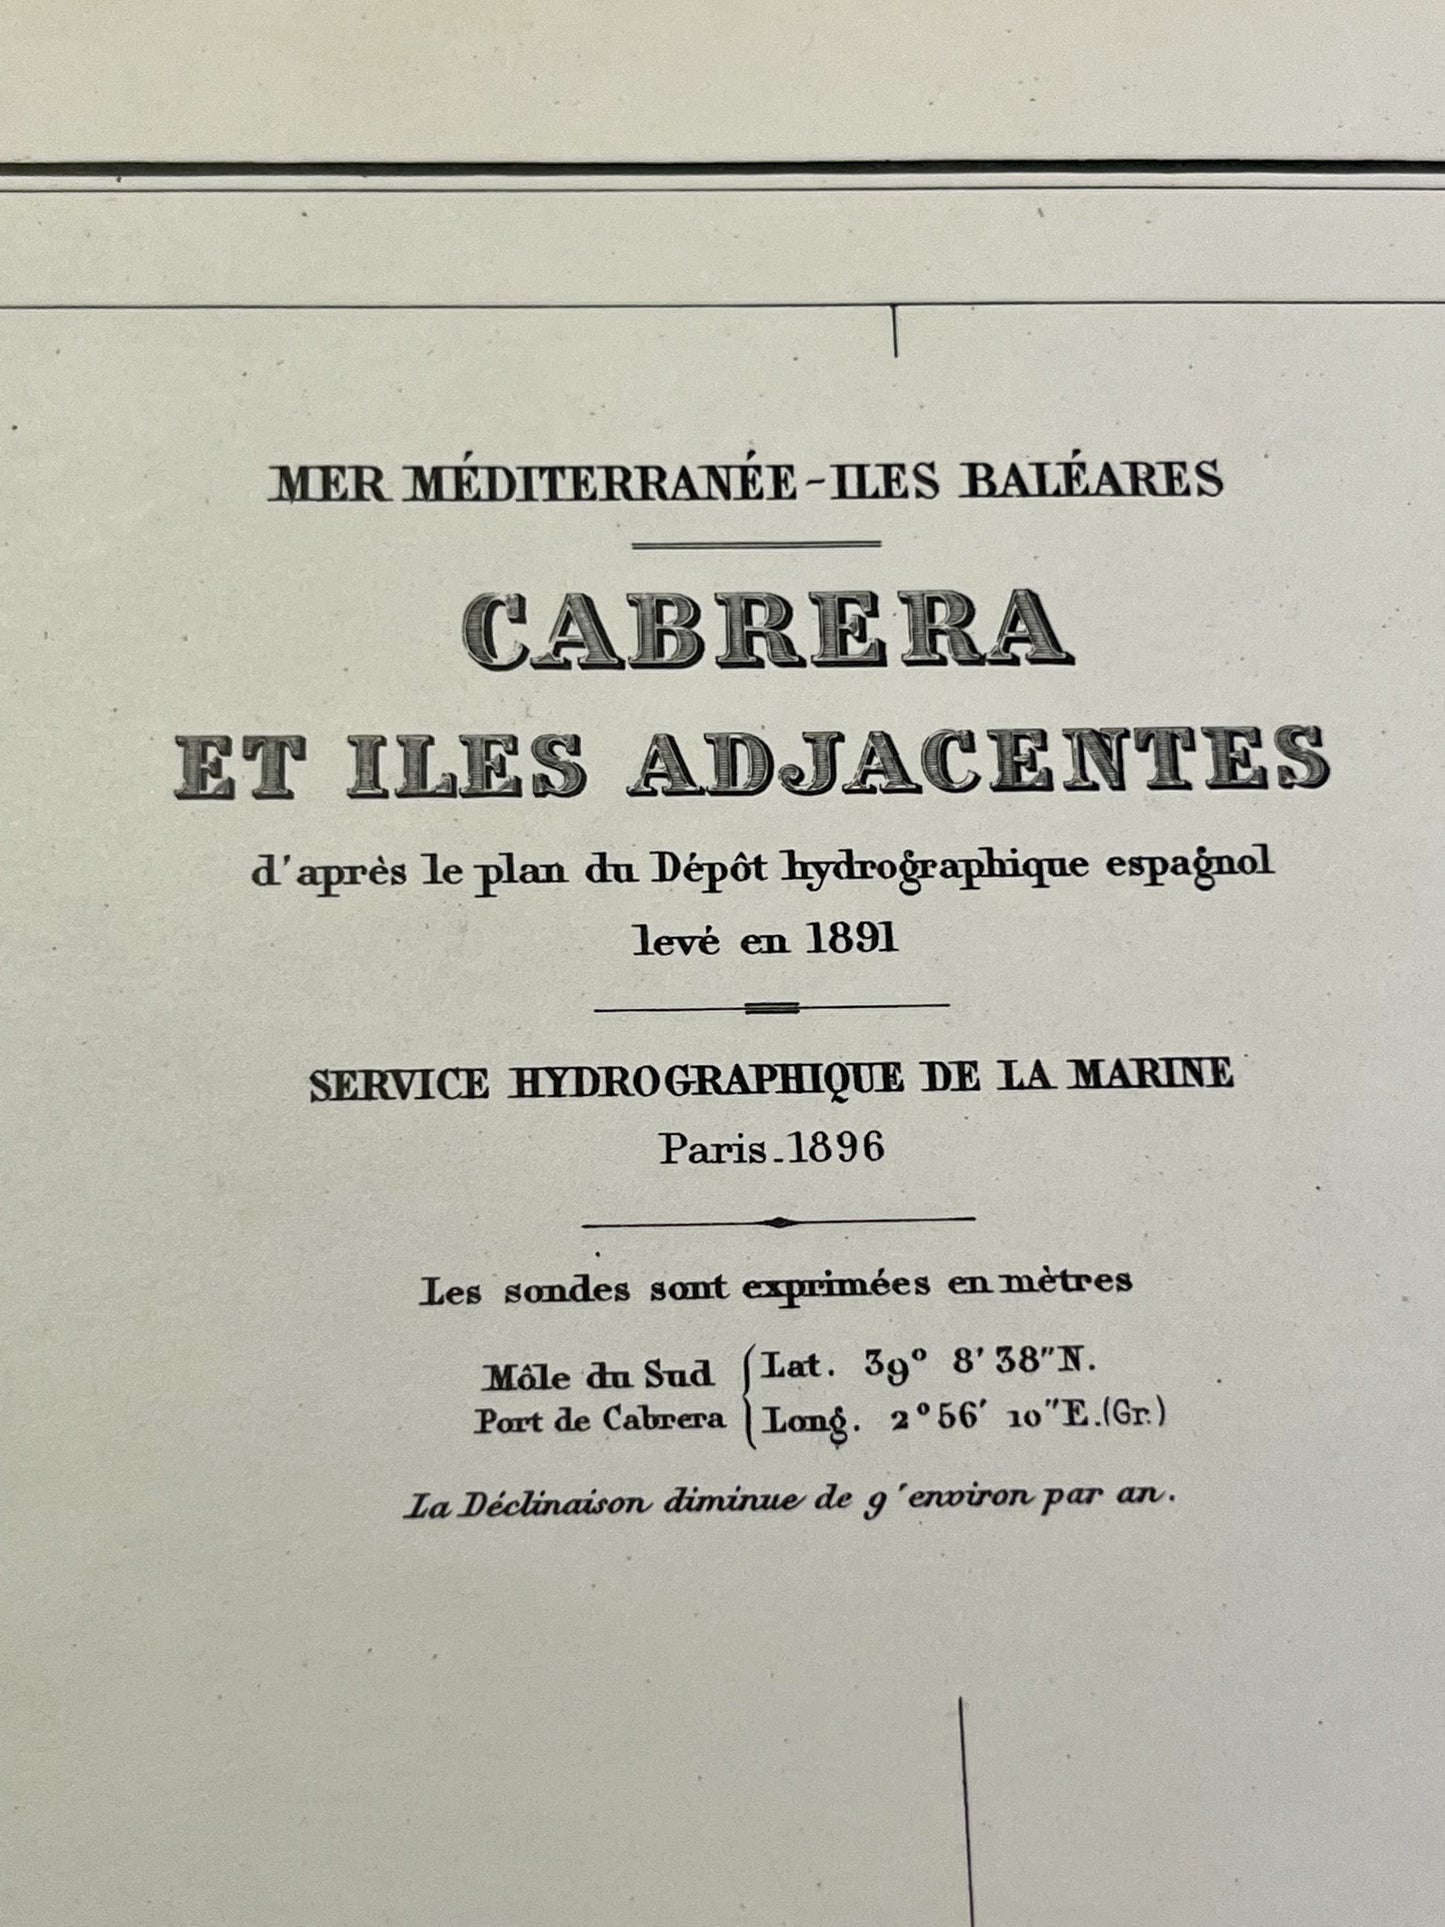 MER MÉDITERRANÉE - ILES BALÉARES
CABRERA
ET ILES ADJACENTES
d'après le plan du Dépôt hydrographique espagnol
levé en 1891
SERVICE HYDROGRAPHIQUE DE LA MARINE
Paris - 1896
Les sondes sont exprimées en mètres
Môle du Sud { Lat. 39° 8' 38" N.
Port de Cabrera { Long. 2° 56' 10" E. (Gr.)
La Déclinaison diminue de 9' environ par an.